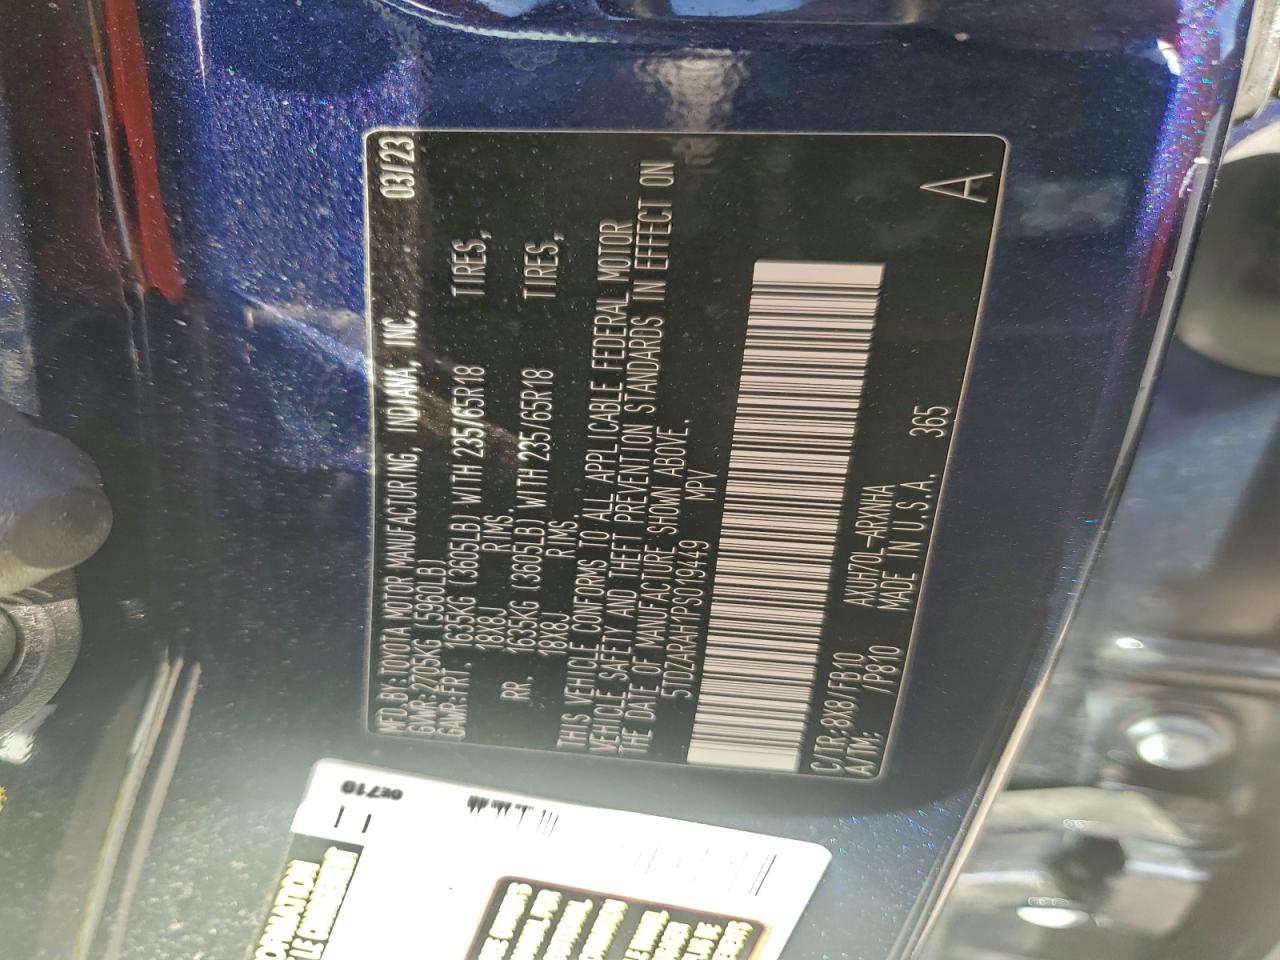 MFD.BY:TOYOTA MOTOR MANUFACTURING, INDIANA, INC. 03/23
GVWR:2705KG (5960LB)
GAWR:FRT. 1635KG (3605LB) WITH 235/65R18 TIRES,
18X8J RIMS,
RR. 1635KG (3605LB) WITH 235/65R18 TIRES,
18X8J RIMS.
THIS VEHICLE CONFORMS TO ALL APPLICABLE FEDERAL MOTOR
VEHICLE SAFETY AND THEFT PREVENTION STANDARDS IN EFFECT ON
THE DATE OF MANUFACTURE SHOWN ABOVE.
5TDZARAH1PS019449 MPV
C/TR:8X8/FB10 AXUH70L-ARXNHA
A/TM: /P810 MADE IN U.S.A. 365
A
0E710
LE